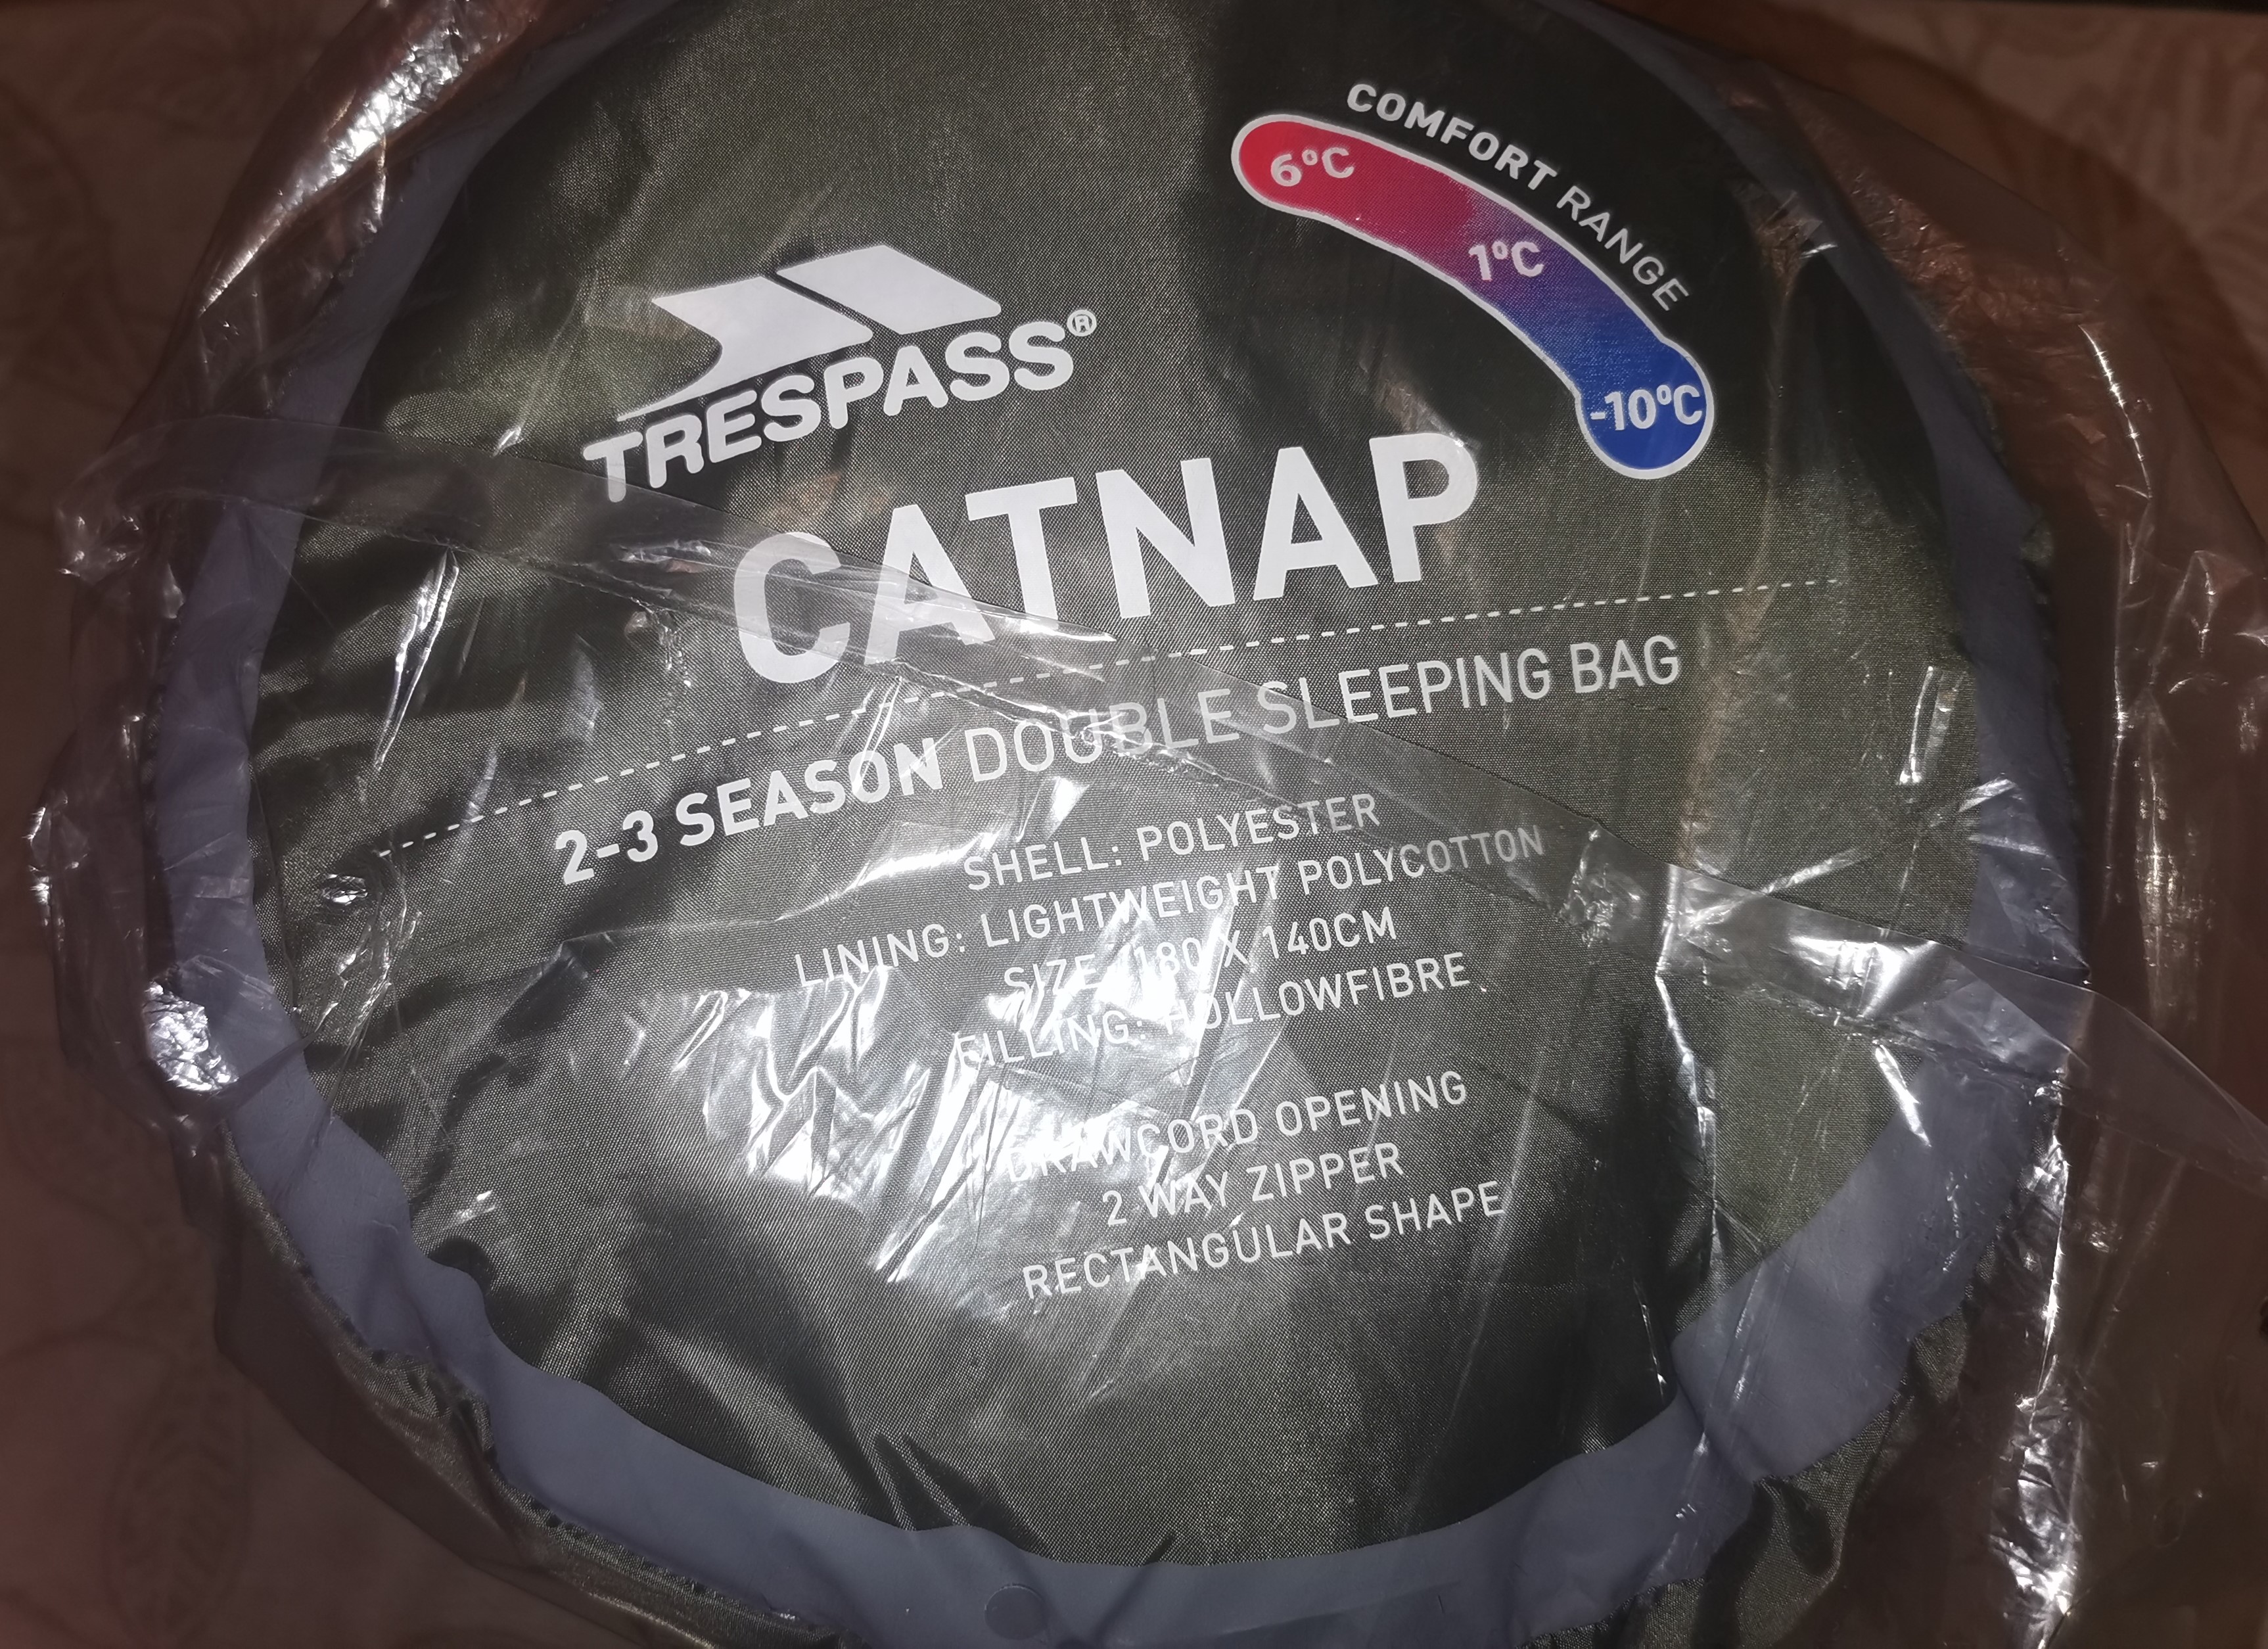 COMFORT RANGE
6°C
1°C
-10°C
TRESPASS®
CATNAP
2-3 SEASON DOUBLE SLEEPING BAG
SHELL: POLYESTER
LINING: LIGHTWEIGHT POLYCOTTON
SIZE: 180 X 140CM
FILLING: HOLLOWFIBRE
DRAWCORD OPENING
2 WAY ZIPPER
RECTANGULAR SHAPE